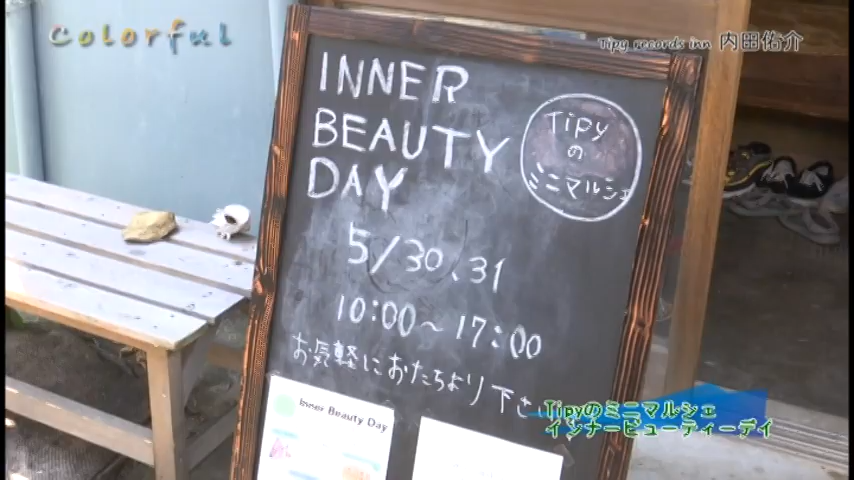 Colorful
Tipy records inn 内田佑介
INNER
BEAUTY
DAY
Tipy
の
ミニマルシェ
5/30、31
10:00~17:00
お気軽におたちより下さい
Inner Beauty Day
Tipyのミニマルシェ
インナービューティーデイ